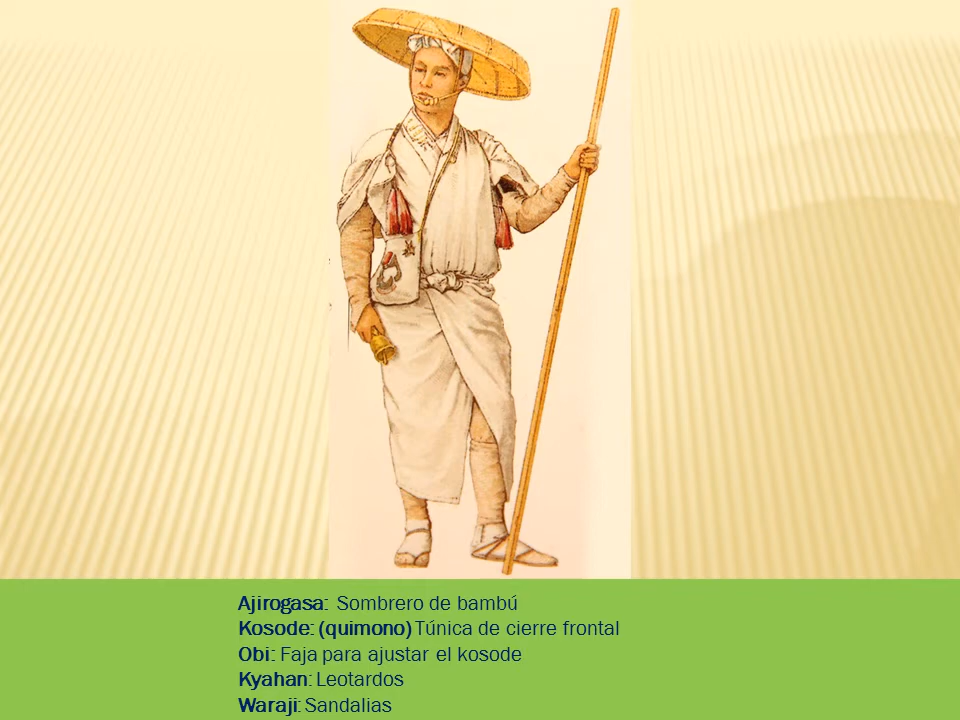 Ajirogasa: Sombrero de bambú
Kosode: (quimono) Túnica de cierre frontal
Obi: Faja para ajustar el kosode
Kyahan: Leotardos
Waraji: Sandalias